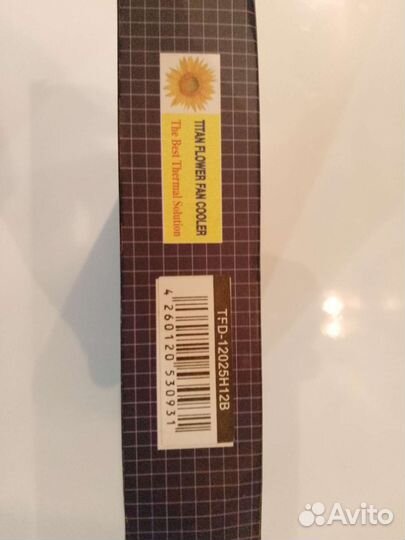 TITAN FLOWER FAN COOLER
The Best Thermal Solution
TFD-12025H12B
4 260120 530931
Avito